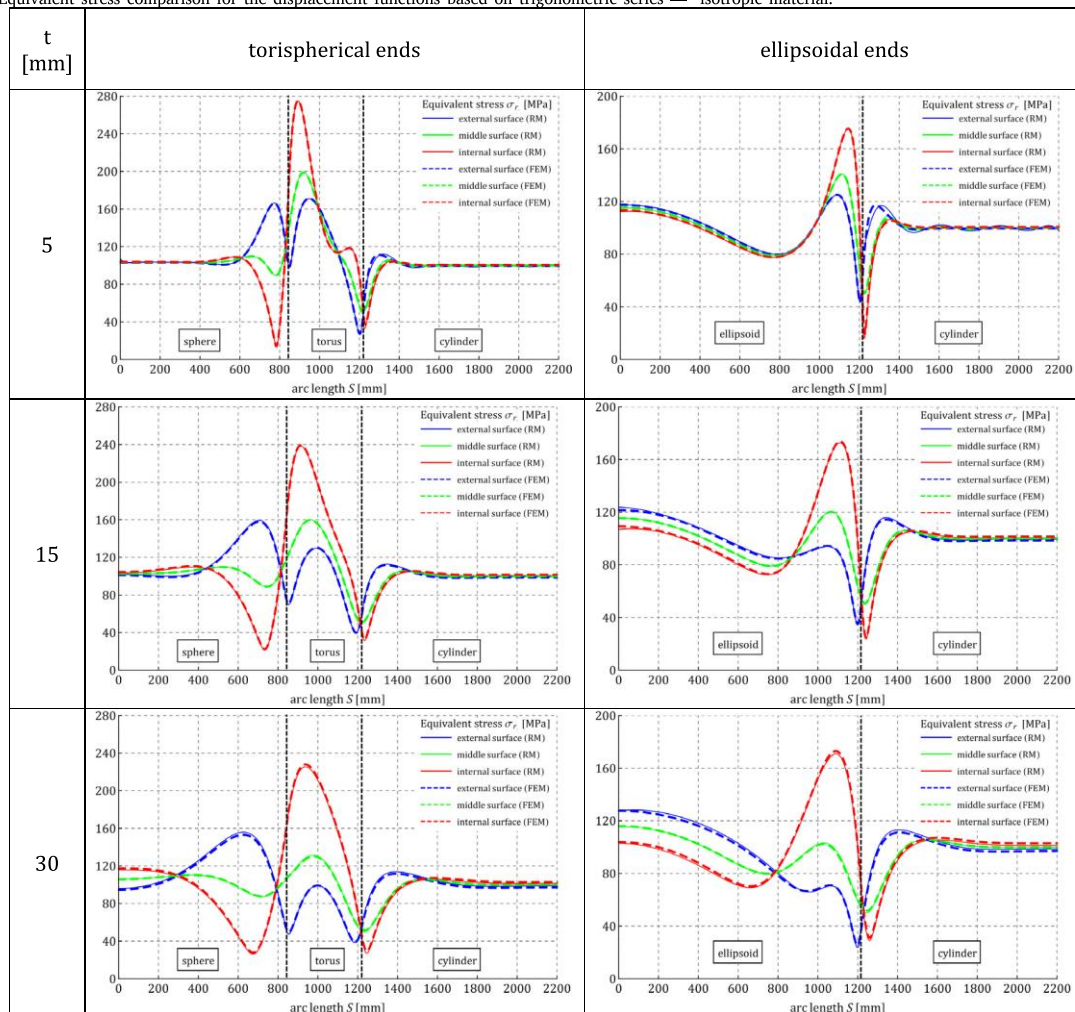 Equivalent stress comparison for the displacement functions based on trigonometric series — isotropic material.
t
[mm]
torispherical ends
ellipsoidal ends
5
280
240
200
160
120
80
40
0
Equivalent stress σr [MPa]
external surface (RM)
middle surface (RM)
internal surface (RM)
external surface (FEM)
middle surface (FEM)
internal surface (FEM)
sphere
torus
cylinder
0 200 400 600 800 1000 1200 1400 1600 1800 2000 2200
arc length S [mm]
200
160
120
80
40
0
Equivalent stress σr [MPa]
external surface (RM)
middle surface (RM)
internal surface (RM)
external surface (FEM)
middle surface (FEM)
internal surface (FEM)
ellipsoid
cylinder
0 200 400 600 800 1000 1200 1400 1600 1800 2000 2200
arc length S [mm]
15
280
240
200
160
120
80
40
0
Equivalent stress σr [MPa]
external surface (RM)
middle surface (RM)
internal surface (RM)
external surface (FEM)
middle surface (FEM)
internal surface (FEM)
sphere
torus
cylinder
0 200 400 600 800 1000 1200 1400 1600 1800 2000 2200
arc length S [mm]
200
160
120
80
40
0
Equivalent stress σr [MPa]
external surface (RM)
middle surface (RM)
internal surface (RM)
external surface (FEM)
middle surface (FEM)
internal surface (FEM)
ellipsoid
cylinder
0 200 400 600 800 1000 1200 1400 1600 1800 2000 2200
arc length S [mm]
30
280
240
200
160
120
80
40
0
Equivalent stress σr [MPa]
external surface (RM)
middle surface (RM)
internal surface (RM)
external surface (FEM)
middle surface (FEM)
internal surface (FEM)
sphere
torus
cylinder
0 200 400 600 800 1000 1200 1400 1600 1800 2000 2200
arc length S [mm]
200
160
120
80
40
0
Equivalent stress σr [MPa]
external surface (RM)
middle surface (RM)
internal surface (RM)
external surface (FEM)
middle surface (FEM)
internal surface (FEM)
ellipsoid
cylinder
0 200 400 600 800 1000 1200 1400 1600 1800 2000 2200
arc length S [mm]